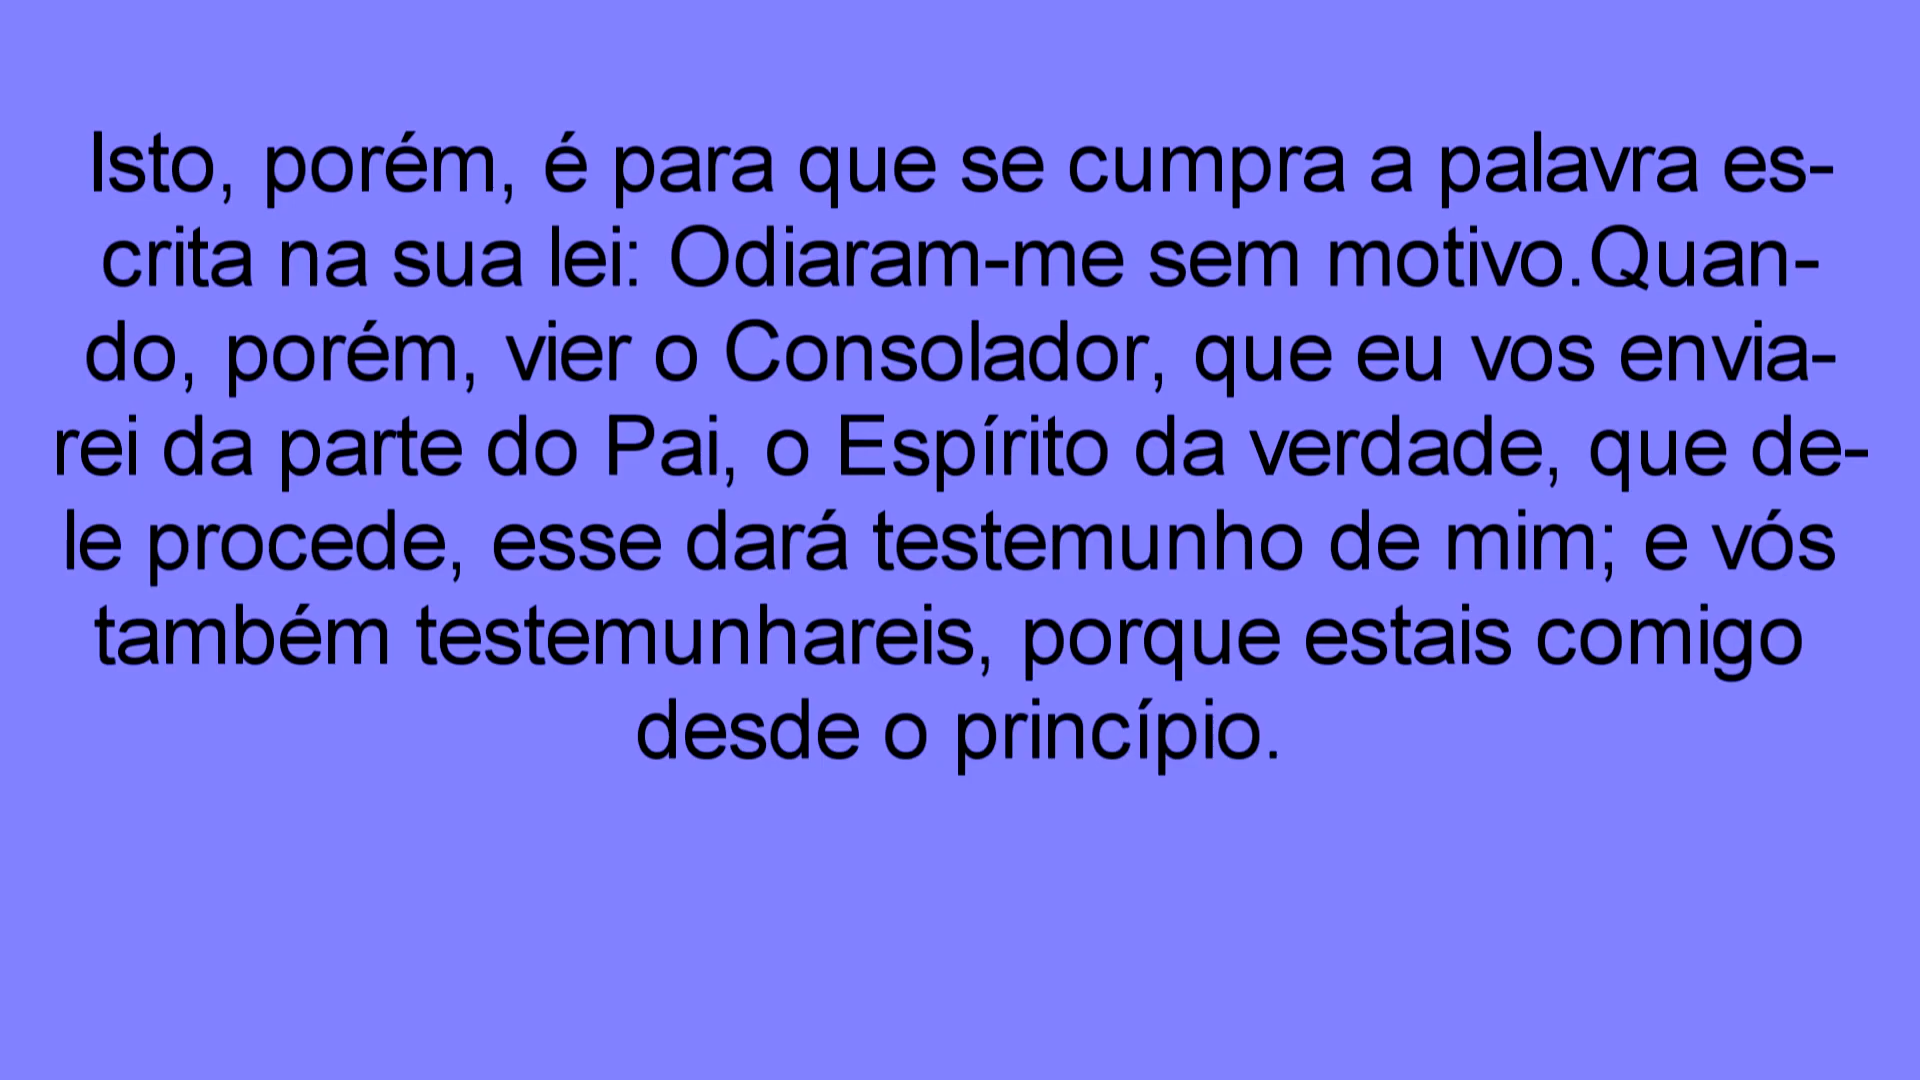 Isto, porém, é para que se cumpra a palavra es-
crita na sua lei: Odiaram-me sem motivo.Quan-
do, porém, vier o Consolador, que eu vos envia-
rei da parte do Pai, o Espírito da verdade, que de-
le procede, esse dará testemunho de mim; e vós
também testemunhareis, porque estais comigo
desde o princípio.